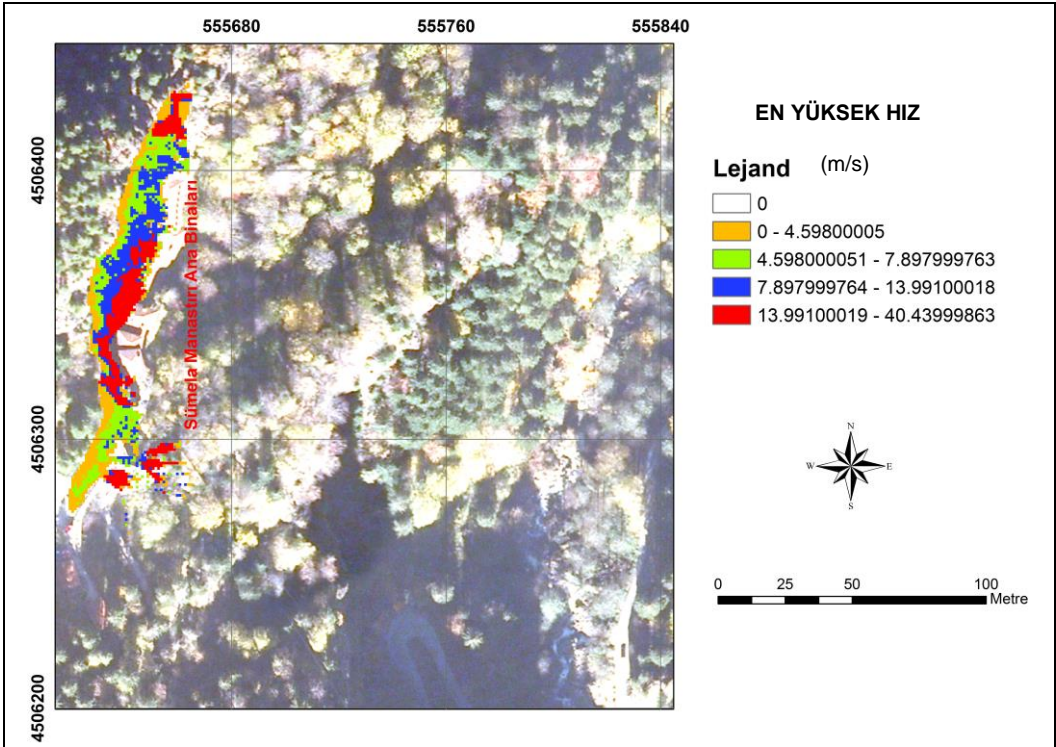 555680 555760 555840
4506400
4506300
4506200
Sümela Manastırı Ana Binaları
EN YÜKSEK HIZ
Lejand (m/s)
0
0 - 4.59800005
4.598000051 - 7.897999763
7.897999764 - 13.99100018
13.99100019 - 40.43999863
N
W E
S
0 25 50 100
Metre